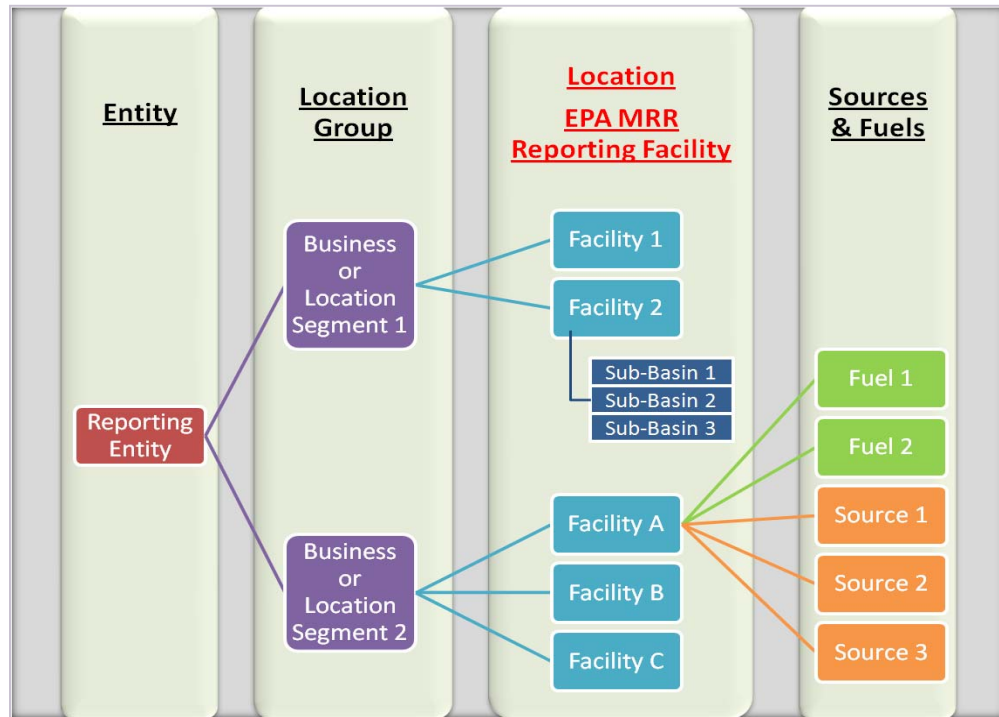 Entity
Location
Group
Location
EPA MRR
Reporting Facility
Sources
& Fuels
Reporting
Entity
Business
or
Location
Segment 1
Business
or
Location
Segment 2
Facility 1
Facility 2
Sub-Basin 1
Sub-Basin 2
Sub-Basin 3
Facility A
Facility B
Facility C
Fuel 1
Fuel 2
Source 1
Source 2
Source 3